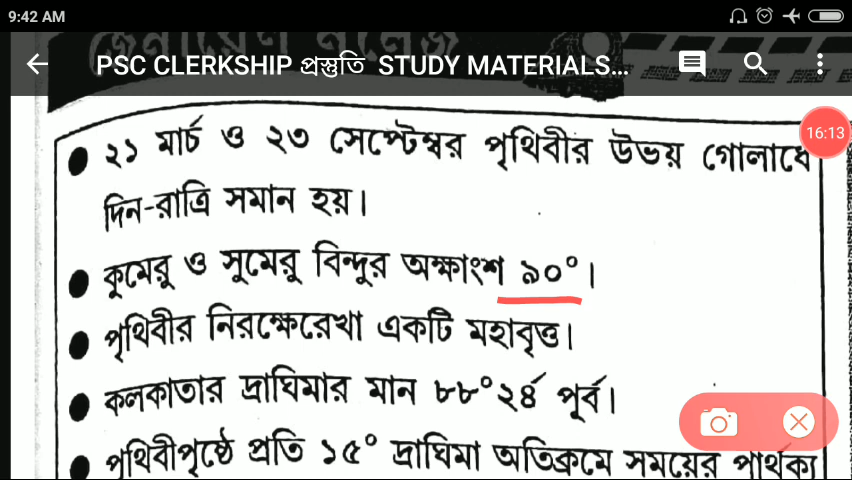 9:42 AM
জেনারেল নলেজ
PSC CLERKSHIP প্রস্তুতি STUDY MATERIALS...
16:13
● ২১ মার্চ ও ২৩ সেপ্টেম্বর পৃথিবীর উভয় গোলার্ধে
দিন-রাত্রি সমান হয়।
● কুমেরু ও সুমেরু বিন্দুর অক্ষাংশ ৯০°।
● পৃথিবীর নিরক্ষেরেখা একটি মহাবৃত্ত।
● কলকাতার দ্রাঘিমার মান ৮৮°২৪' পূর্ব।
● পৃথিবীপৃষ্ঠে প্রতি ১৫° দ্রাঘিমা অতিক্রমে সময়ের পার্থক্য